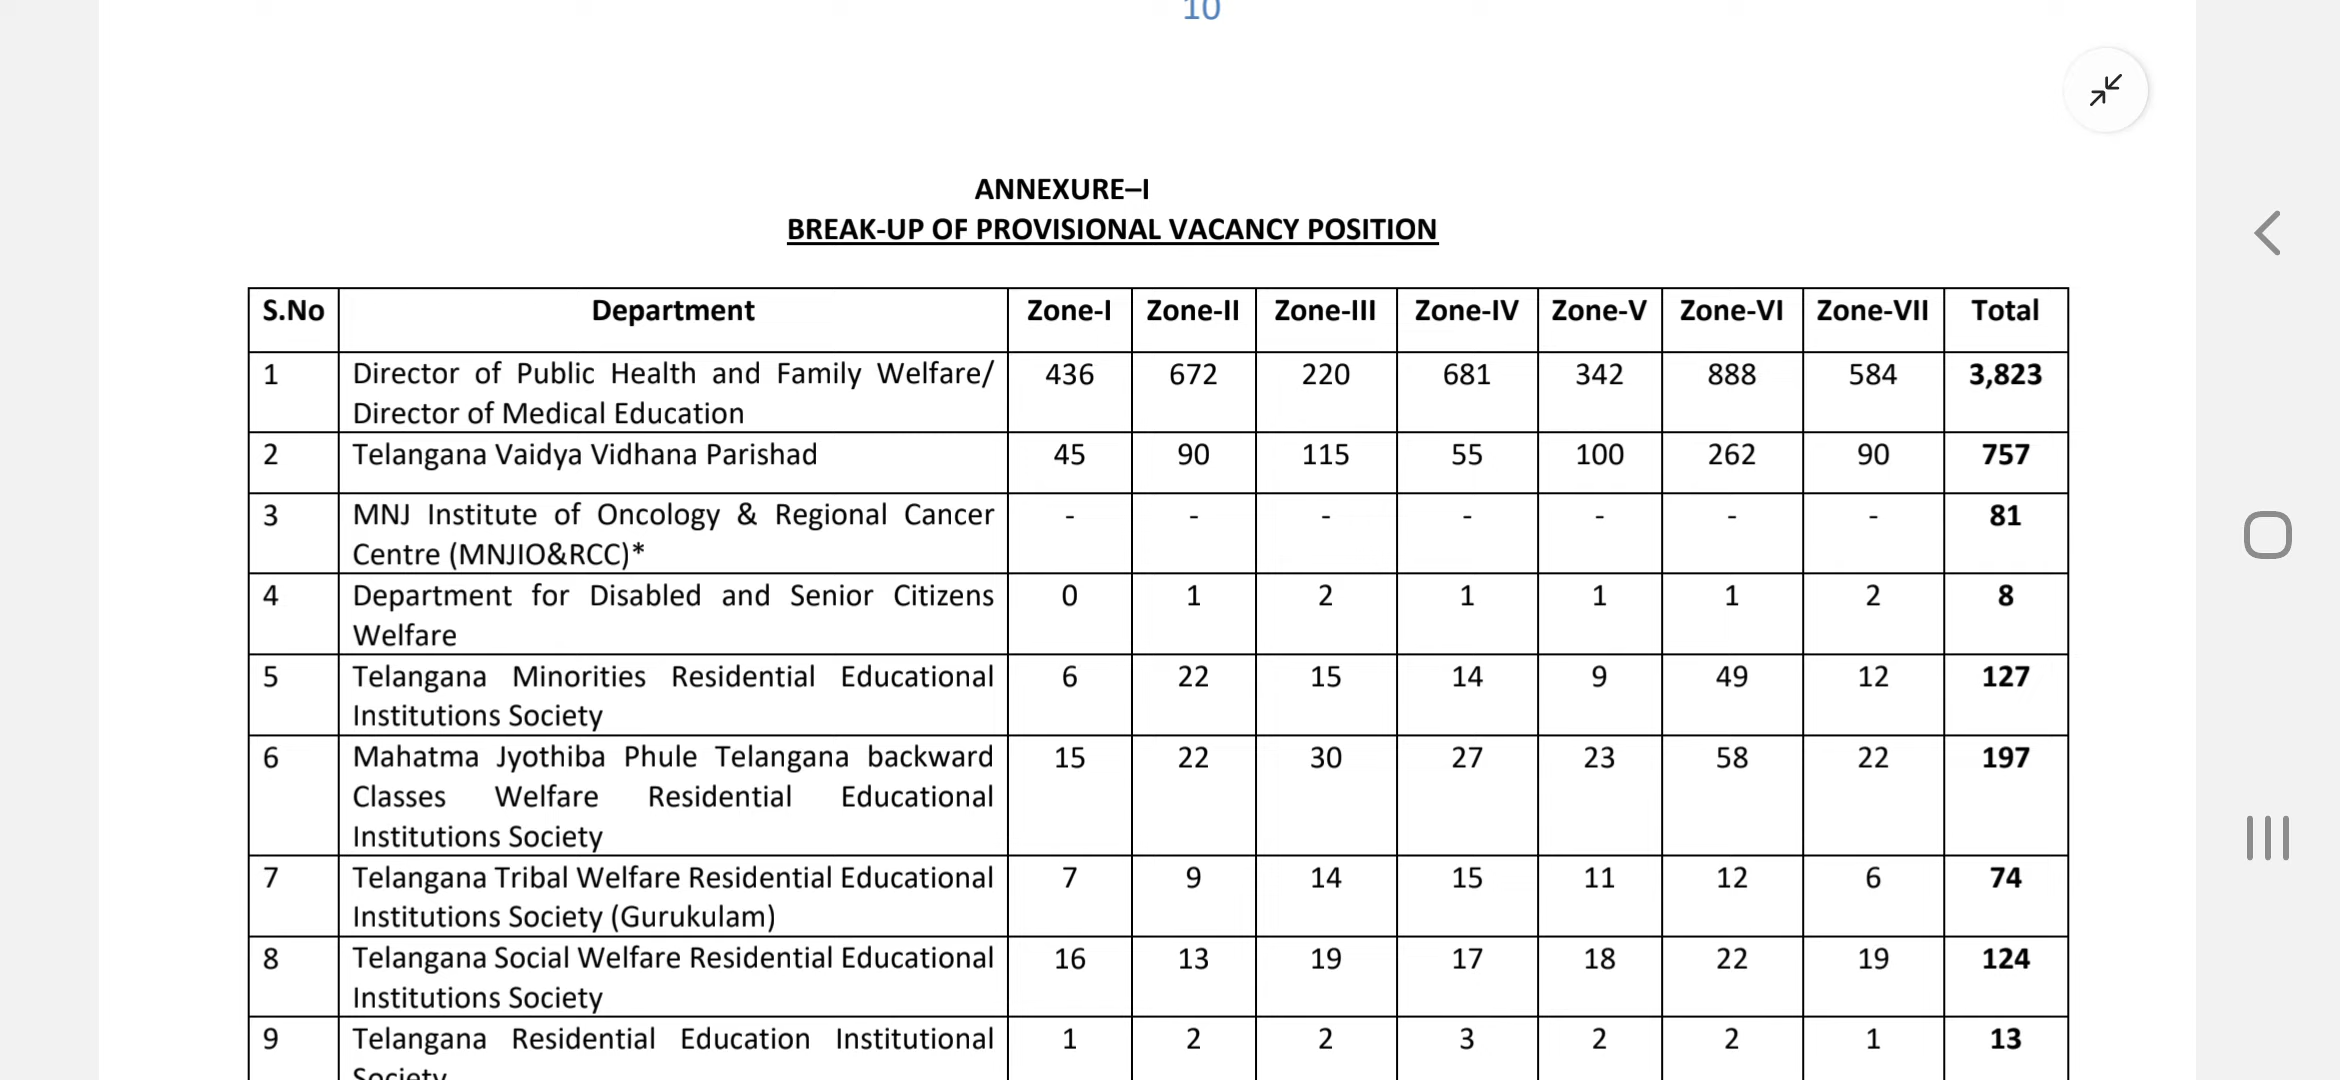 10
ANNEXURE–I
BREAK-UP OF PROVISIONAL VACANCY POSITION
S.No Department Zone-I Zone-II Zone-III Zone-IV Zone-V Zone-VI Zone-VII Total
1 Director of Public Health and Family Welfare/ 436 672 220 681 342 888 584 3,823
Director of Medical Education
2 Telangana Vaidya Vidhana Parishad 45 90 115 55 100 262 90 757
3 MNJ Institute of Oncology & Regional Cancer - - - - - - - 81
Centre (MNJIO&RCC)*
4 Department for Disabled and Senior Citizens 0 1 2 1 1 1 2 8
Welfare
5 Telangana Minorities Residential Educational 6 22 15 14 9 49 12 127
Institutions Society
6 Mahatma Jyothiba Phule Telangana backward 15 22 30 27 23 58 22 197
Classes Welfare Residential Educational
Institutions Society
7 Telangana Tribal Welfare Residential Educational 7 9 14 15 11 12 6 74
Institutions Society (Gurukulam)
8 Telangana Social Welfare Residential Educational 16 13 19 17 18 22 19 124
Institutions Society
9 Telangana Residential Education Institutional 1 2 2 3 2 2 1 13
Society